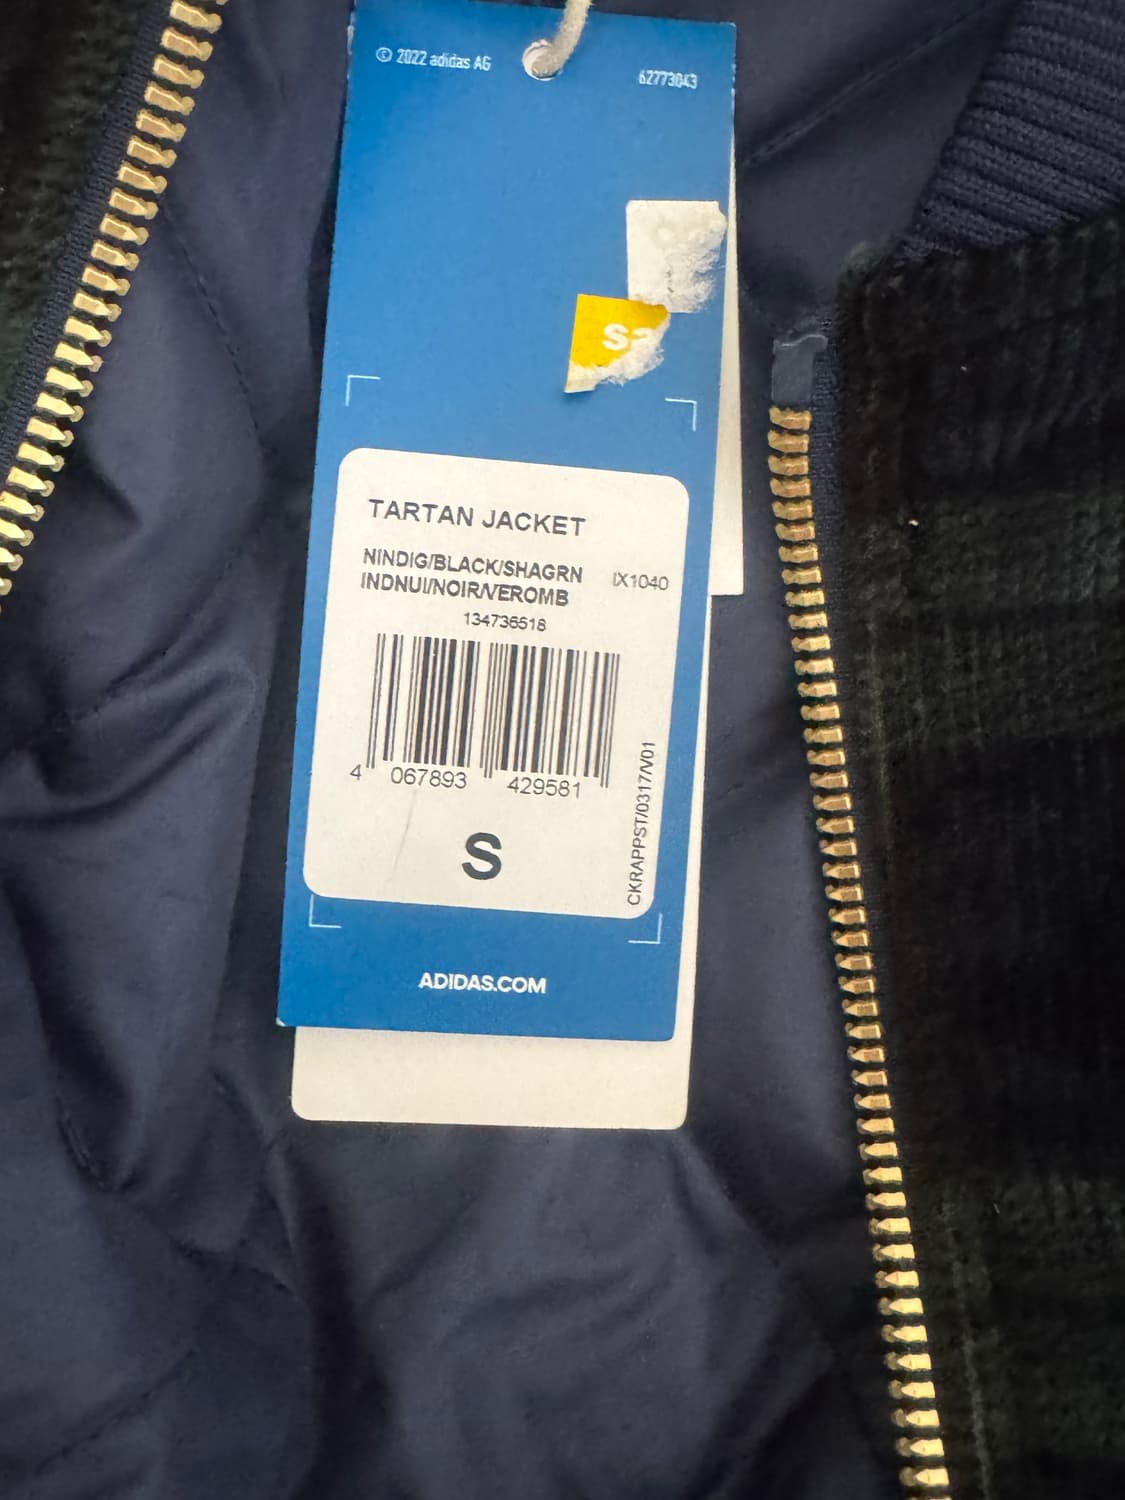 © 2022 adidas AG
62773043
TARTAN JACKET
NINDIG/BLACK/SHAGRN
INDNUI/NOIR/VEROMB
IX1040
134736518
4 067893 429581
CKRAPPST/0317/V01
S
ADIDAS.COM